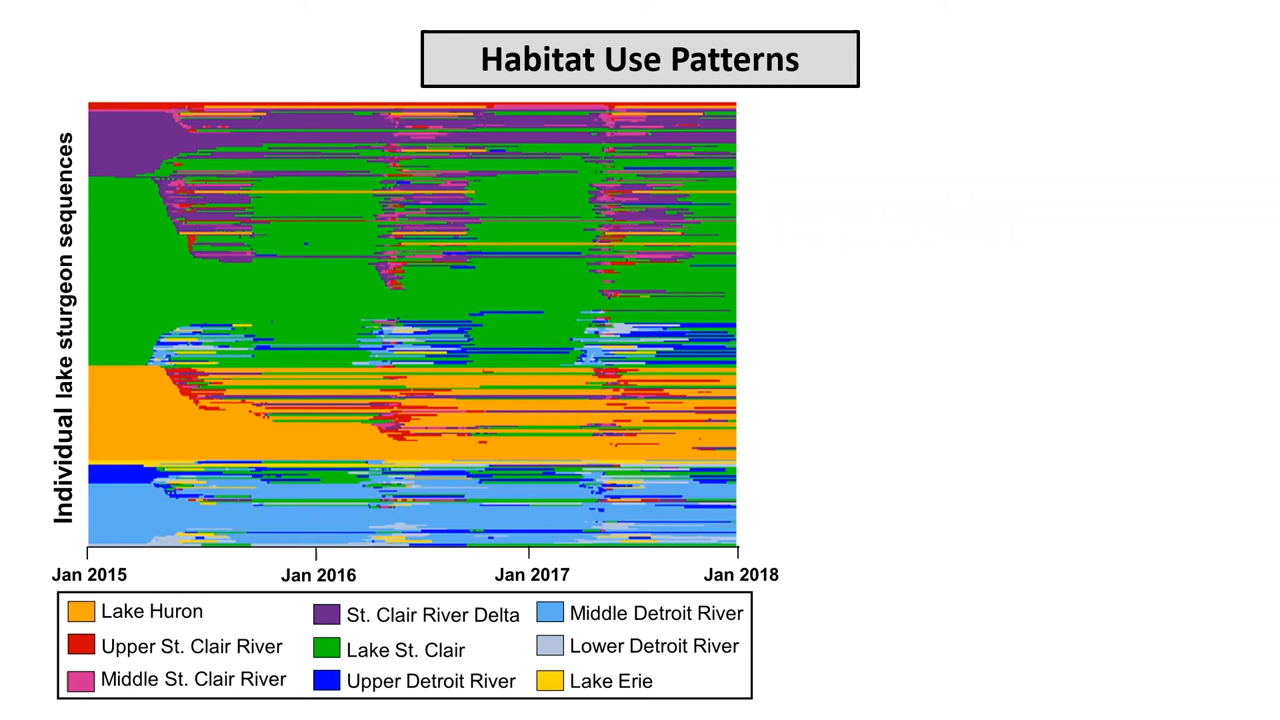 Habitat Use Patterns
Individual lake sturgeon sequences
Jan 2015 Jan 2016 Jan 2017 Jan 2018
Lake Huron St. Clair River Delta Middle Detroit River
Upper St. Clair River Lake St. Clair Lower Detroit River
Middle St. Clair River Upper Detroit River Lake Erie